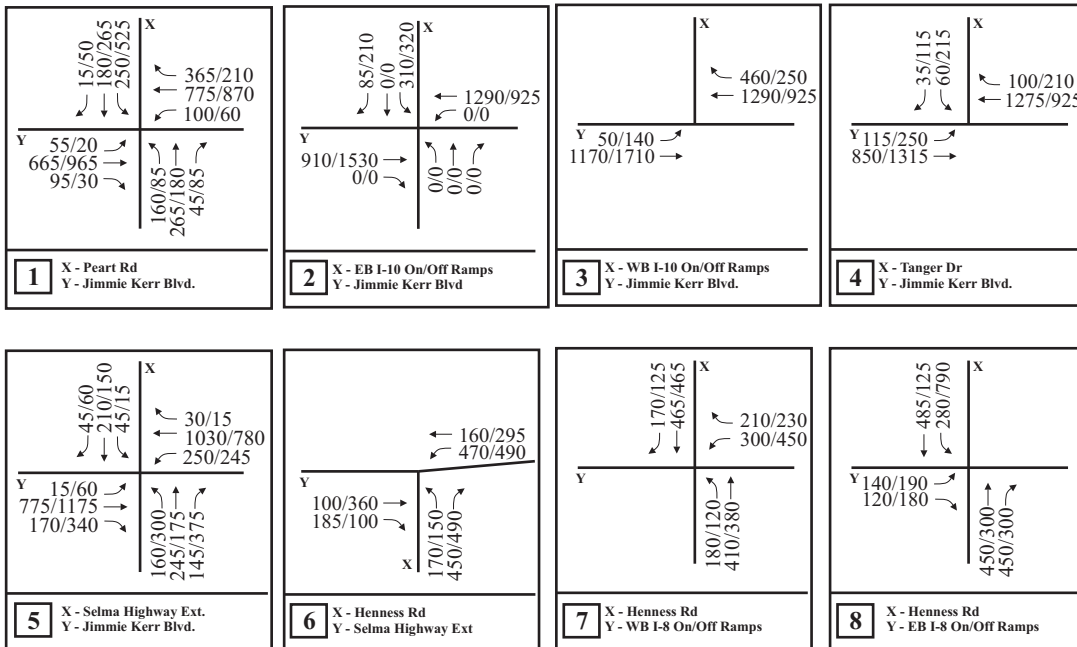 X
15/50
180/265
250/525
365/210
775/870
100/60
Y
55/20
665/965
95/30
160/85
265/180
45/85
1
X - Peart Rd
Y - Jimmie Kerr Blvd.
X
85/210
0/0
310/320
1290/925
0/0
Y
910/1530
0/0
0/0
0/0
0/0
2
X - EB I-10 On/Off Ramps
Y - Jimmie Kerr Blvd
X
460/250
1290/925
Y
50/140
1170/1710
3
X - WB I-10 On/Off Ramps
Y - Jimmie Kerr Blvd.
X
35/115
60/215
100/210
1275/925
Y
115/250
850/1315
4
X - Tanger Dr
Y - Jimmie Kerr Blvd.
X
45/60
210/150
45/15
30/15
1030/780
250/245
Y
15/60
775/1175
170/340
160/300
245/175
145/375
5
X - Selma Highway Ext.
Y - Jimmie Kerr Blvd.
160/295
470/490
Y
100/360
185/100
X
170/150
450/490
6
X - Henness Rd
Y - Selma Highway Ext
X
170/125
465/465
210/230
300/450
Y
180/120
410/380
7
X - Henness Rd
Y - WB I-8 On/Off Ramps
X
485/125
280/790
Y
140/190
120/180
450/300
450/300
8
X - Henness Rd
Y - EB I-8 On/Off Ramps